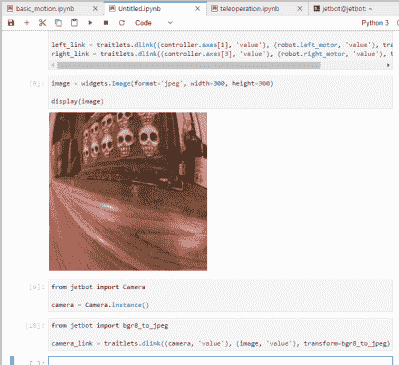 basic_motion.ipynb
Untitled.ipynb
teleoperation.ipynb
jetbot@jetbot: ~
Code
Python 3
left_link = traitlets.dlink((controller.axes[1], 'value'), (robot.left_motor, 'value'), tra
right_link = traitlets.dlink((controller.axes[3], 'value'), (robot.right_motor, 'value'), t
image = widgets.Image(format='jpeg', width=300, height=300)
display(image)
from jetbot import Camera
camera = Camera.instance()
from jetbot import bgr8_to_jpeg
camera_link = traitlets.dlink((camera, 'value'), (image, 'value'), transform=bgr8_to_jpeg)
[ ]: